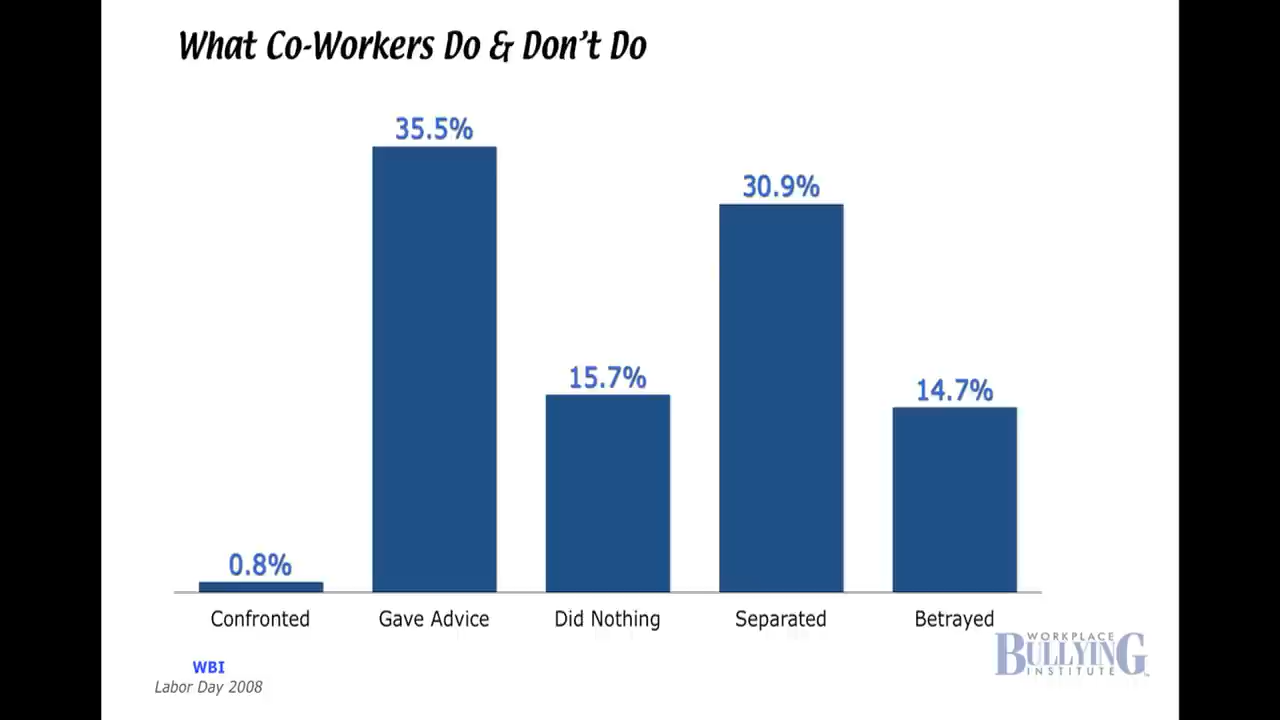 What Co-Workers Do & Don't Do
35.5%
30.9%
15.7%
14.7%
0.8%
Confronted Gave Advice Did Nothing Separated Betrayed
WORKPLACE
BULLYING
INSTITUTE
WBI
Labor Day 2008